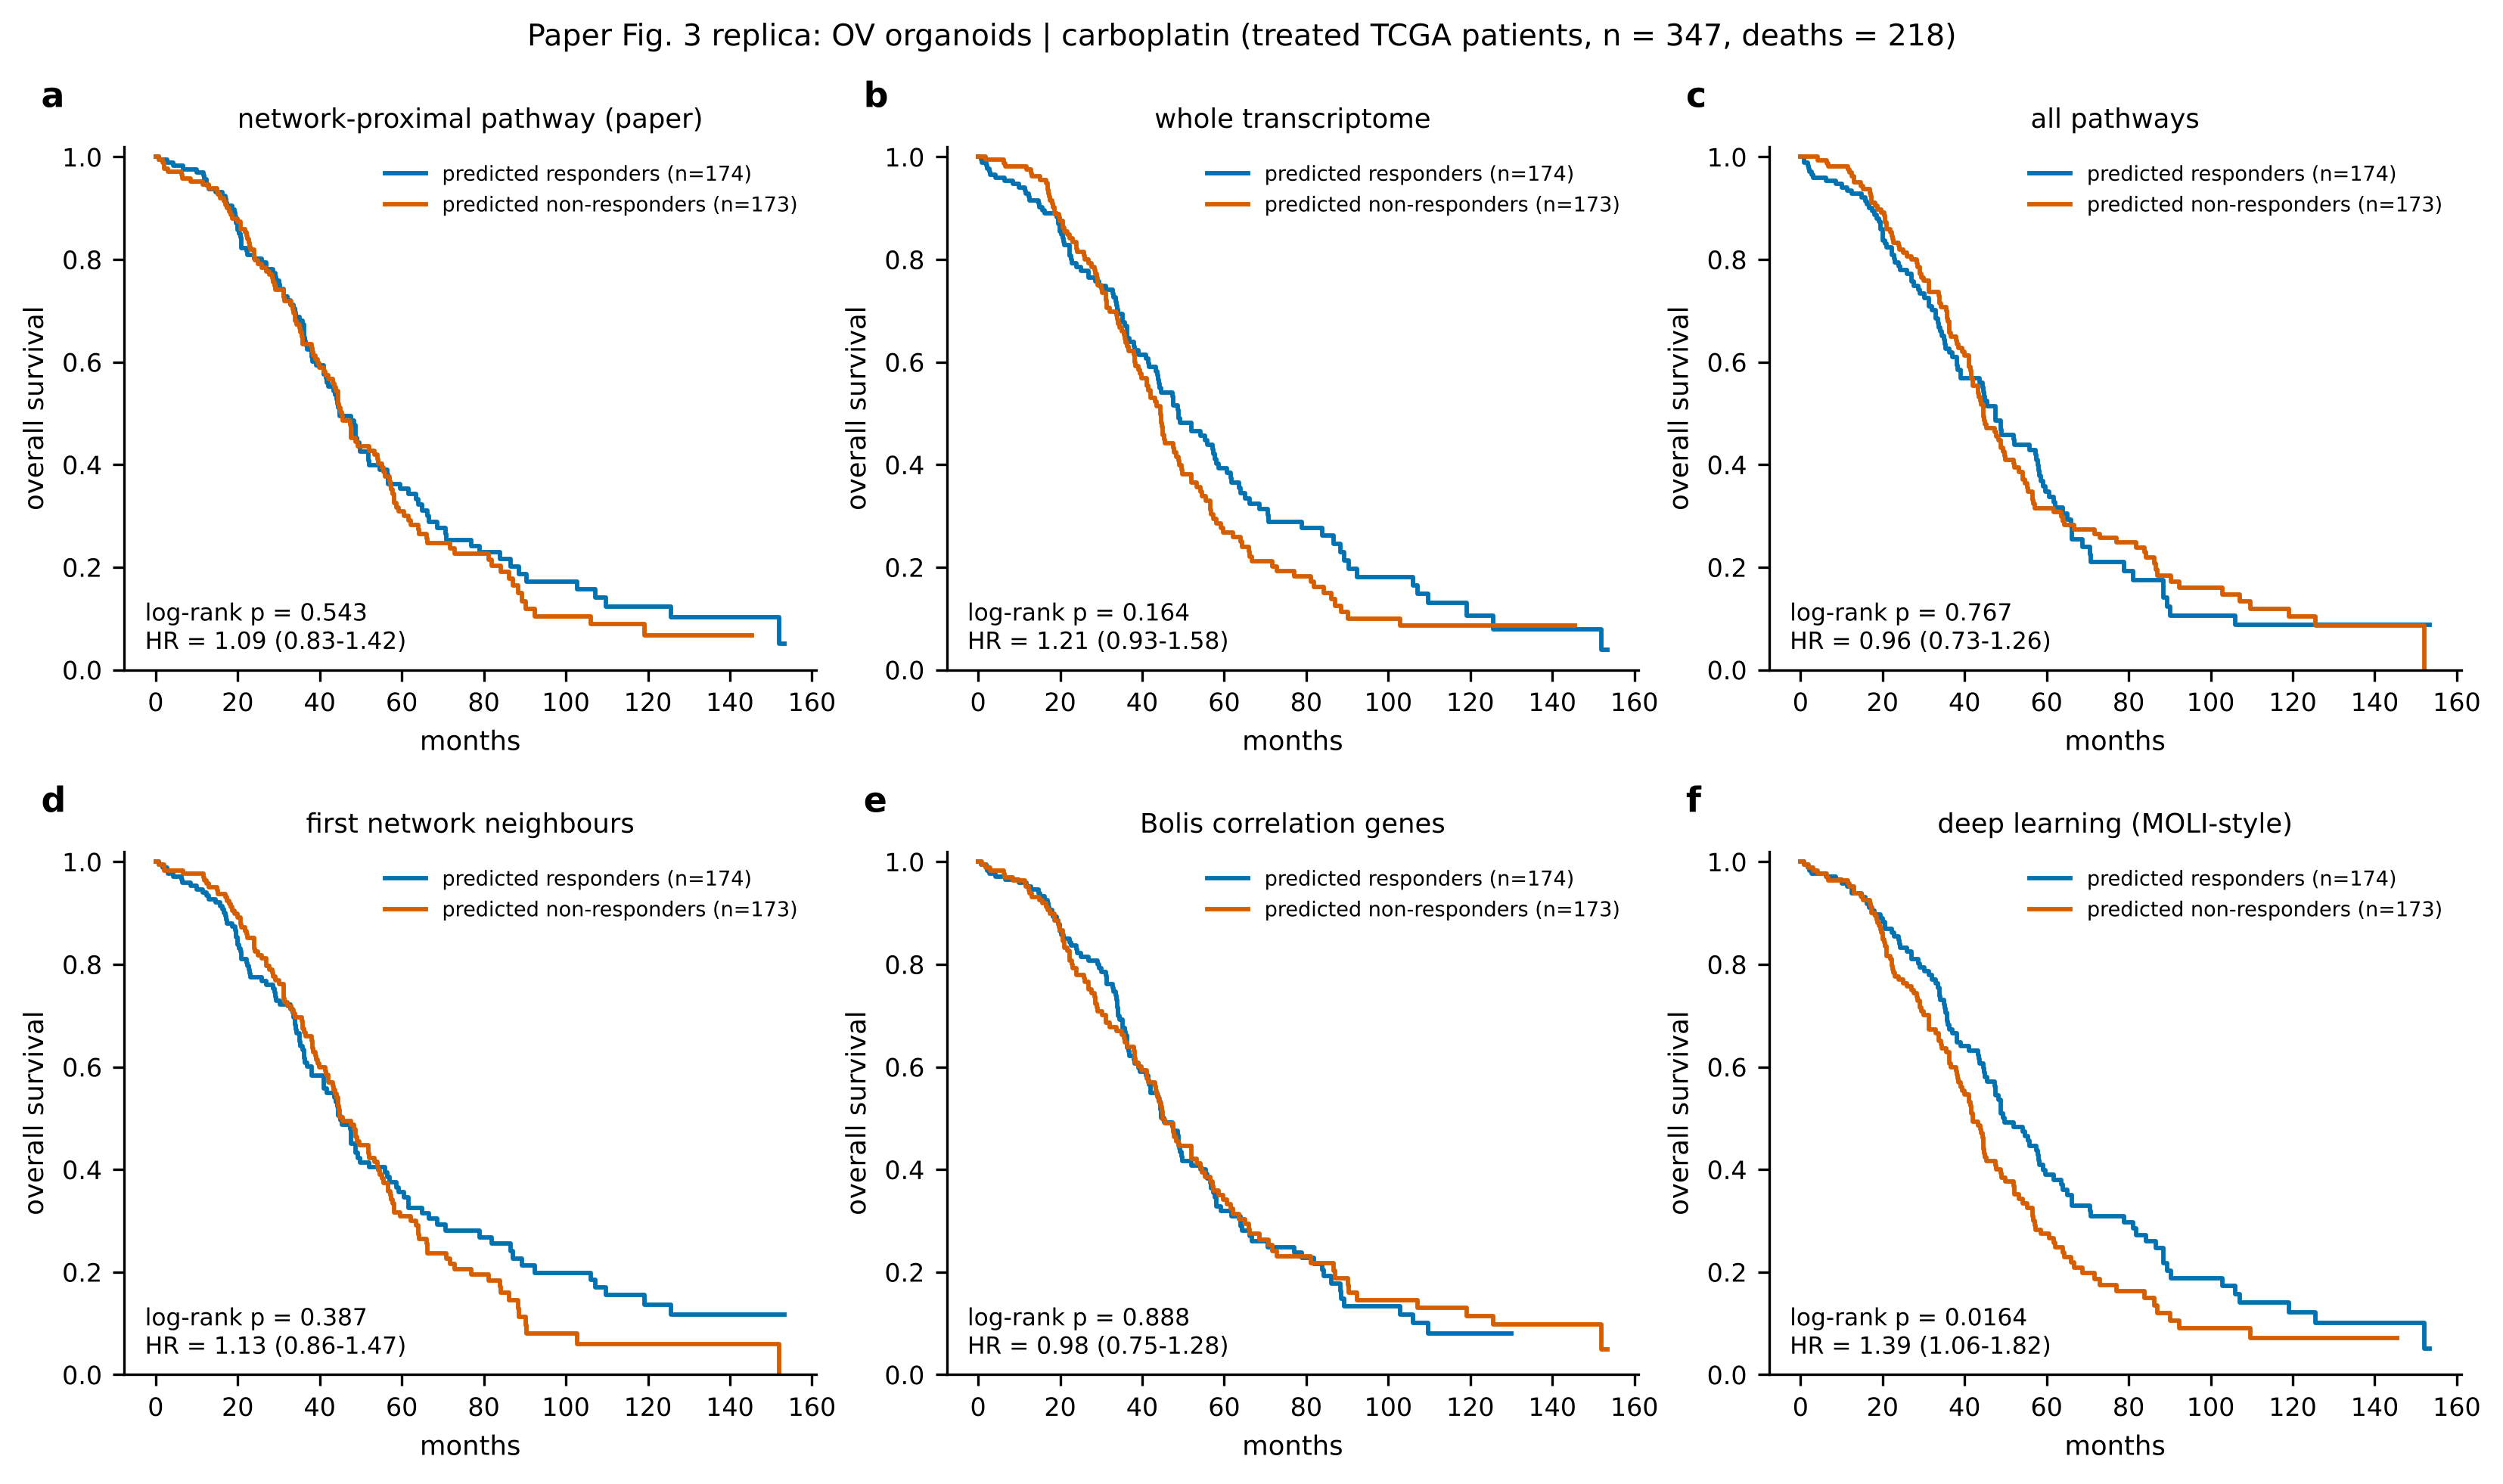 Paper Fig. 3 replica: OV organoids | carboplatin (treated TCGA patients, n = 347, deaths = 218)
a
network-proximal pathway (paper)
predicted responders (n=174)
predicted non-responders (n=173)
overall survival
1.0
0.8
0.6
0.4
0.2
0.0
log-rank p = 0.543
HR = 1.09 (0.83-1.42)
0 20 40 60 80 100 120 140 160
months
b
whole transcriptome
predicted responders (n=174)
predicted non-responders (n=173)
overall survival
1.0
0.8
0.6
0.4
0.2
0.0
log-rank p = 0.164
HR = 1.21 (0.93-1.58)
0 20 40 60 80 100 120 140 160
months
c
all pathways
predicted responders (n=174)
predicted non-responders (n=173)
overall survival
1.0
0.8
0.6
0.4
0.2
0.0
log-rank p = 0.767
HR = 0.96 (0.73-1.26)
0 20 40 60 80 100 120 140 160
months
d
first network neighbours
predicted responders (n=174)
predicted non-responders (n=173)
overall survival
1.0
0.8
0.6
0.4
0.2
0.0
log-rank p = 0.387
HR = 1.13 (0.86-1.47)
0 20 40 60 80 100 120 140 160
months
e
Bolis correlation genes
predicted responders (n=174)
predicted non-responders (n=173)
overall survival
1.0
0.8
0.6
0.4
0.2
0.0
log-rank p = 0.888
HR = 0.98 (0.75-1.28)
0 20 40 60 80 100 120 140 160
months
f
deep learning (MOLI-style)
predicted responders (n=174)
predicted non-responders (n=173)
overall survival
1.0
0.8
0.6
0.4
0.2
0.0
log-rank p = 0.0164
HR = 1.39 (1.06-1.82)
0 20 40 60 80 100 120 140 160
months